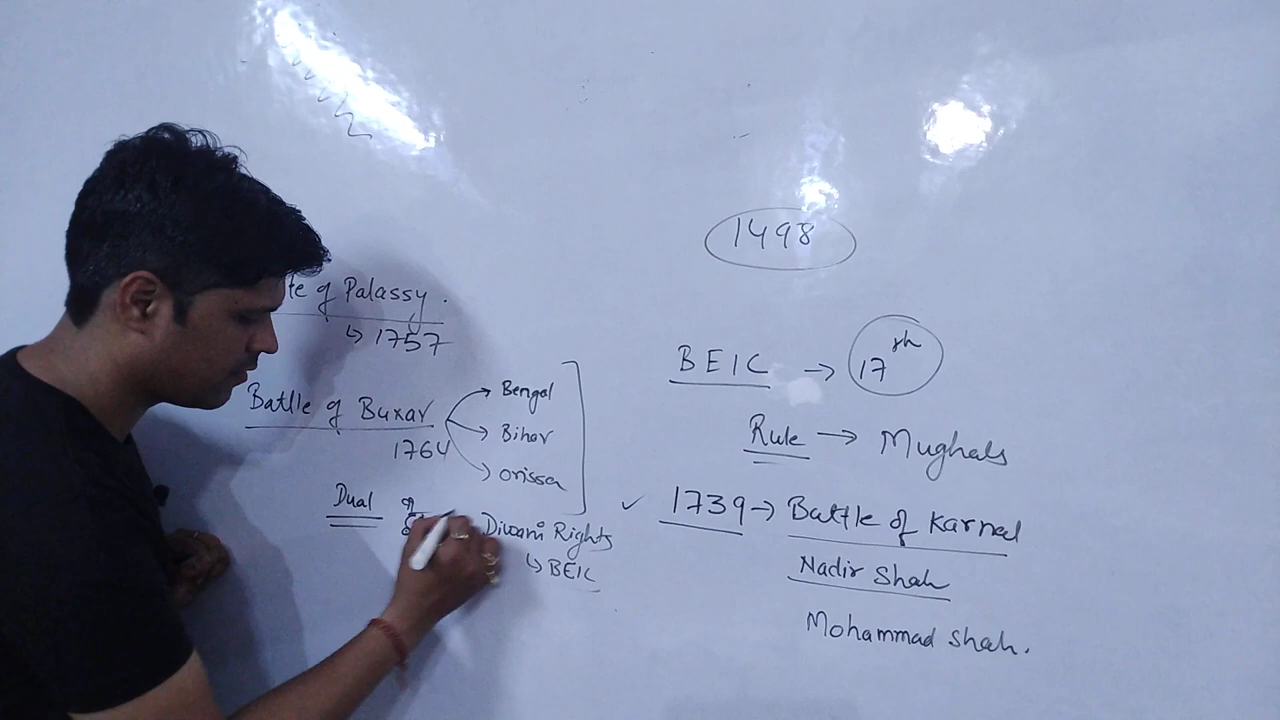 te of Palassy.
↳ 1757
Battle of Buxar
1764
→ Bengal
→ Bihar
→ orissa
Dual of
Diwani Rights
↳ BEIC
1498
BEIC → 17th
Rule → Mughals
✓ 1739 → Battle of Karnal
Nadir Shah
Mohammad shah.